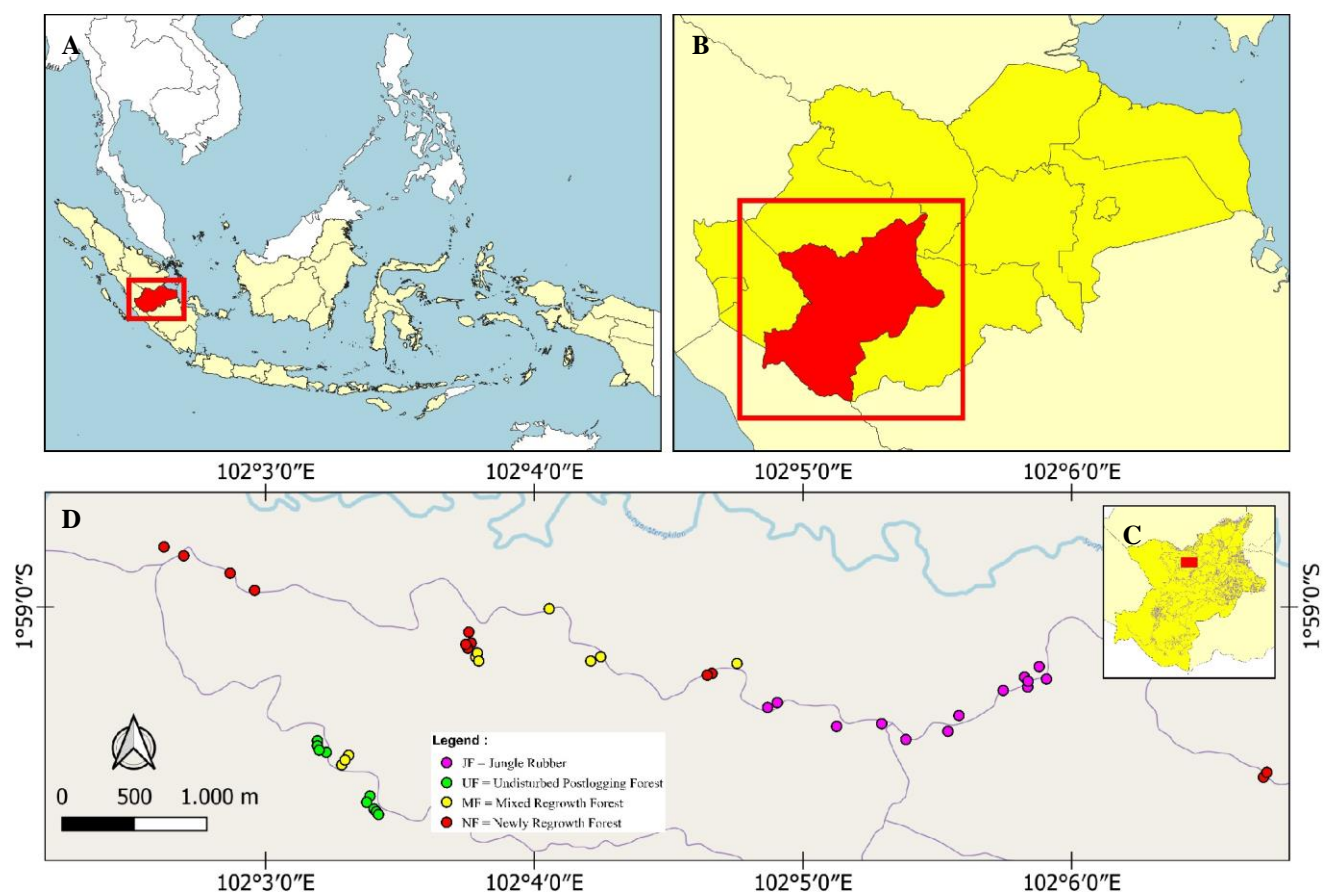 A
B
102°3′0″E
102°4′0″E
102°5′0″E
102°6′0″E
D
C
1°59′0″S
1°59′0″S
Legend :
JF – Jungle Rubber
UF = Undisturbed Postlogging Forest
MF = Mixed Regrowth Forest
NF = Newly Regrowth Forest
0
500
1.000 m
102°3′0″E
102°4′0″E
102°5′0″E
102°6′0″E